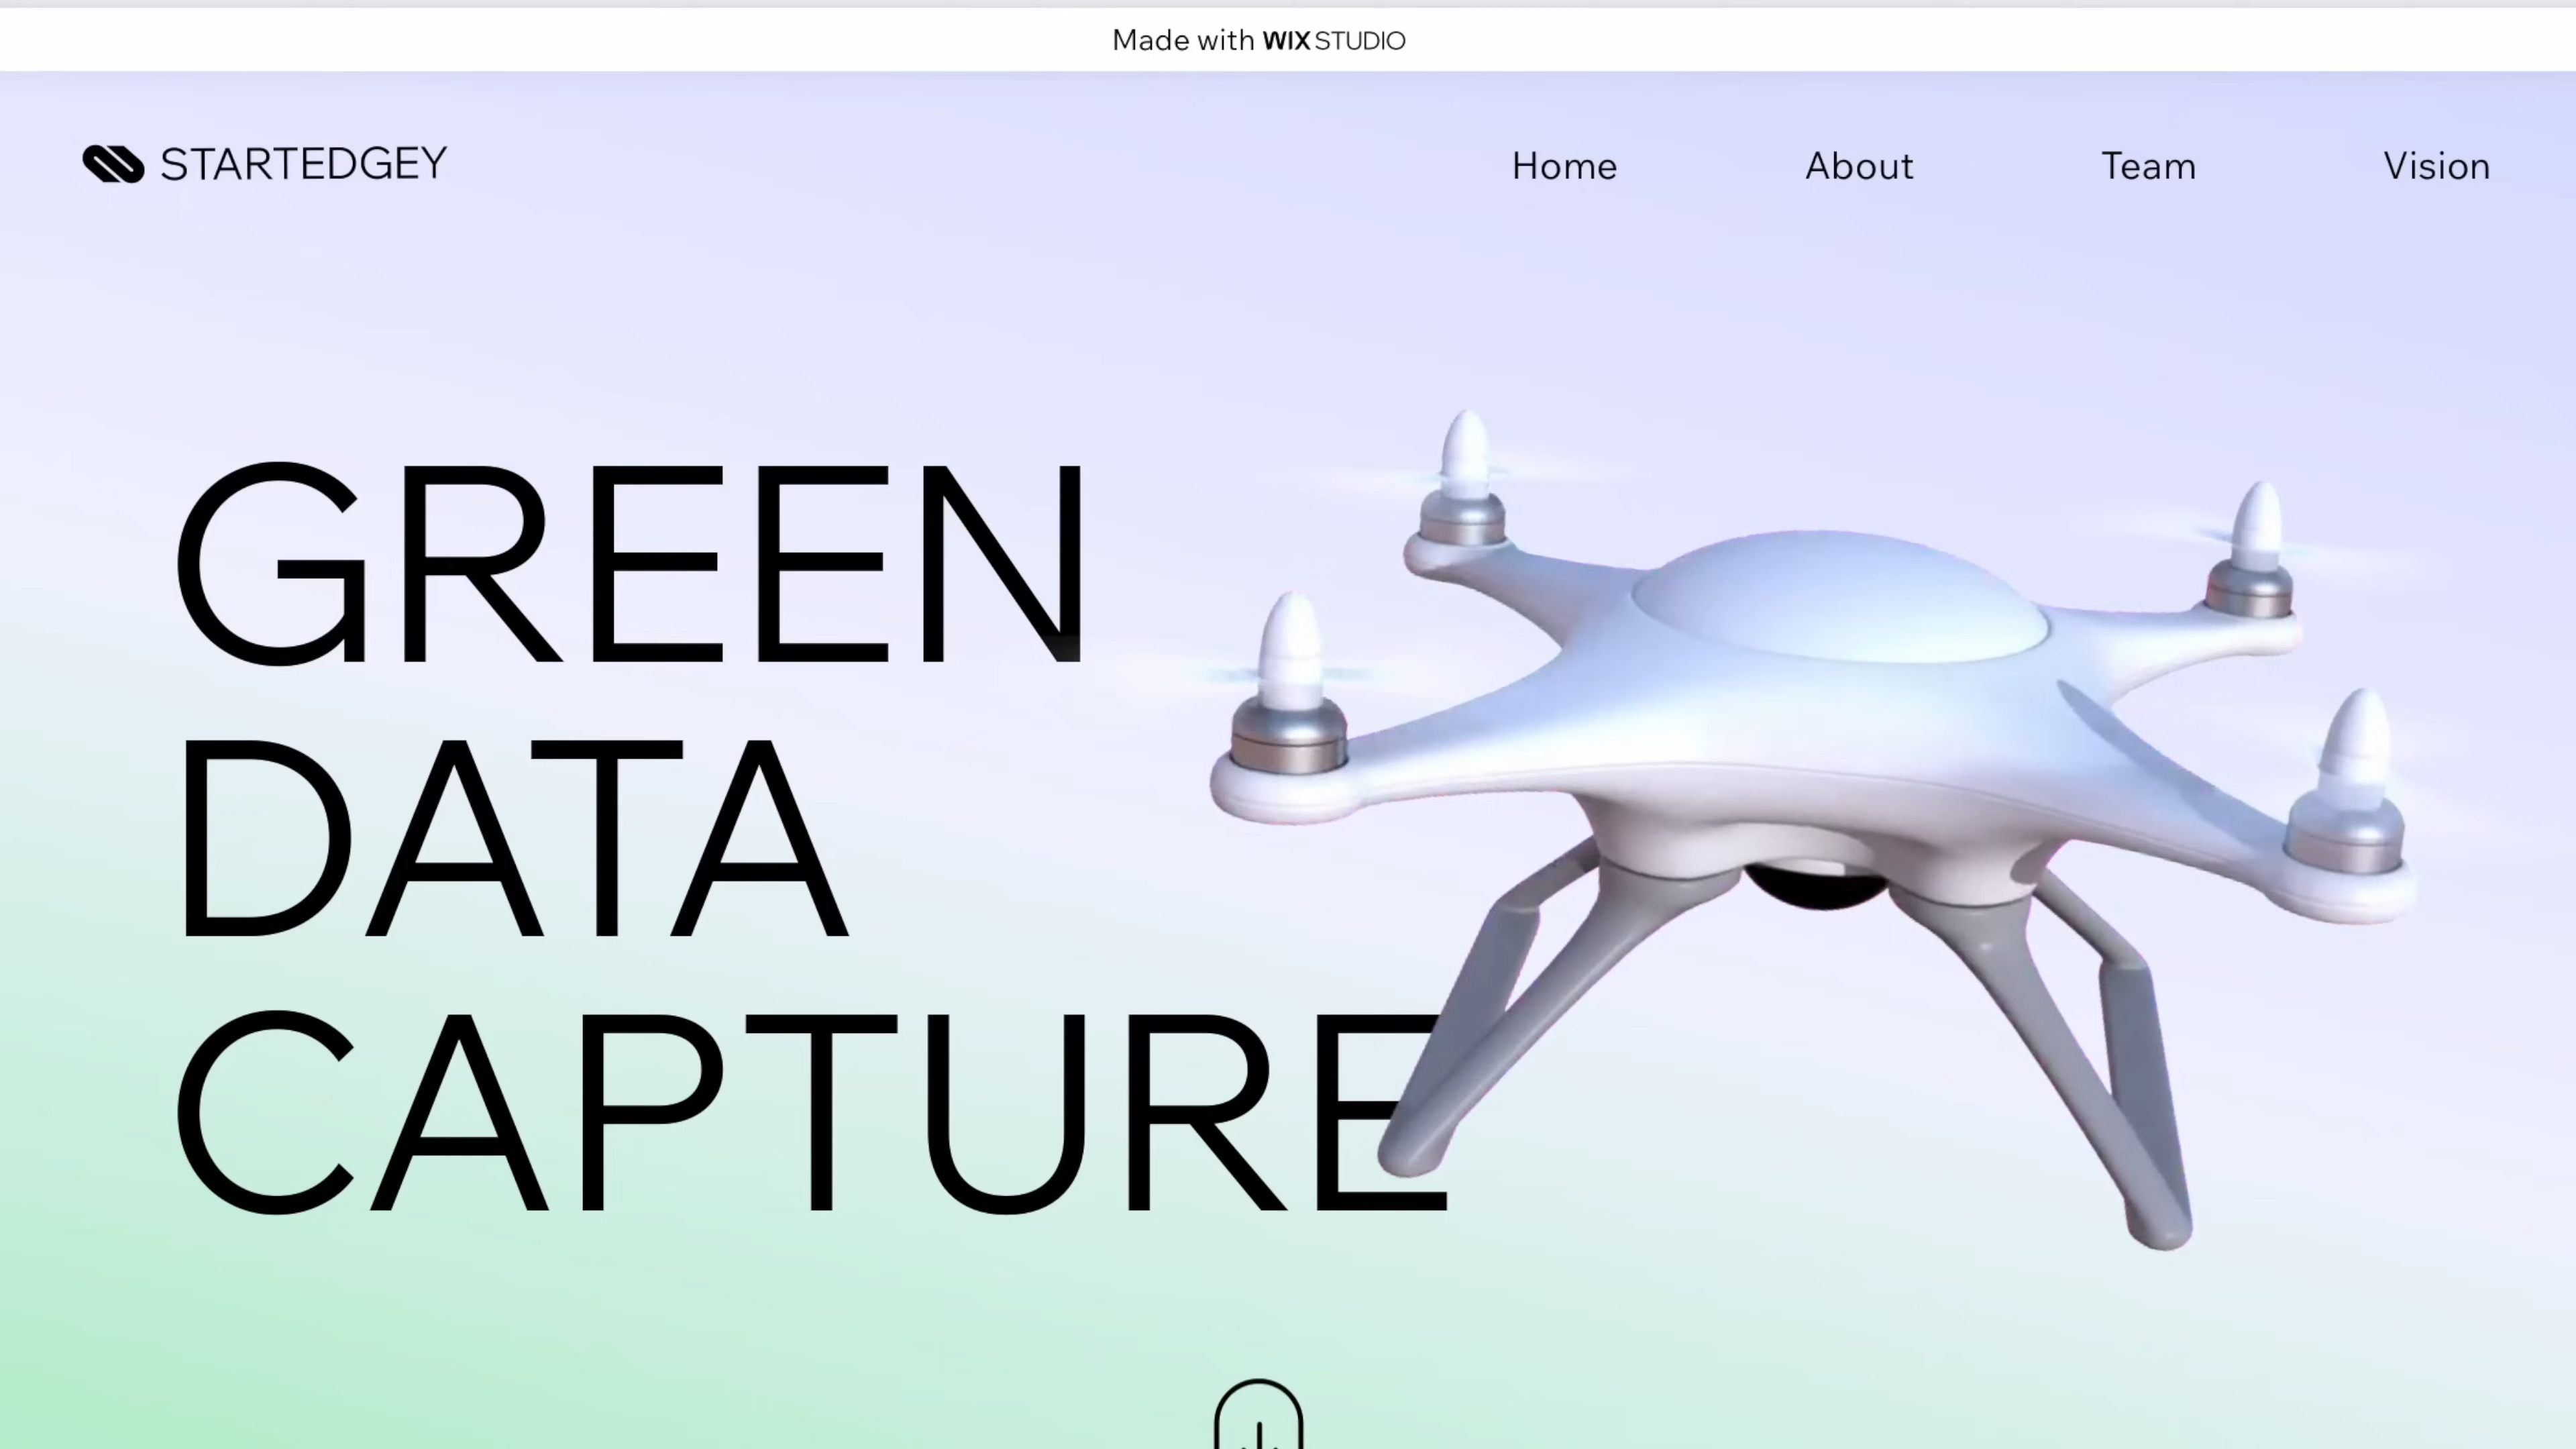 Made with WIX STUDIO
STARTEDGEY
Home About Team Vision
GREEN
DATA
CAPTURE